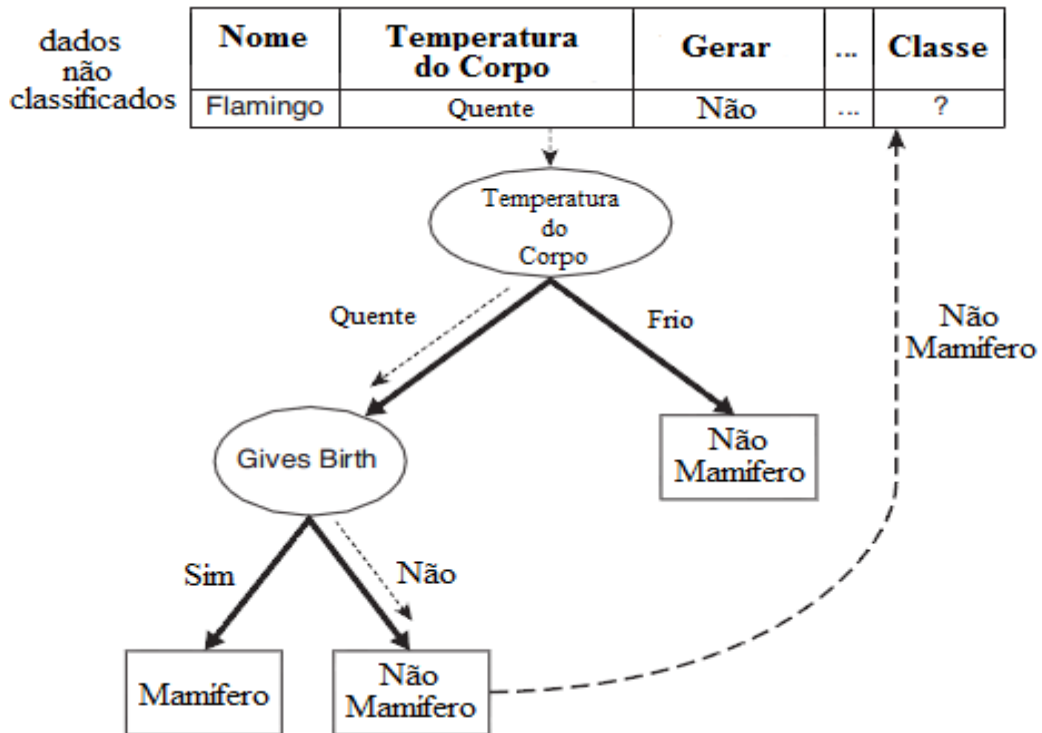 dados
não
classificados
Nome
Temperatura
do Corpo
Gerar
...
Classe
Flamingo
Quente
Não
...
?
Temperatura
do
Corpo
Quente
Frio
Não
Mamífero
Gives Birth
Não
Mamífero
Sim
Não
Mamífero
Não
Mamífero